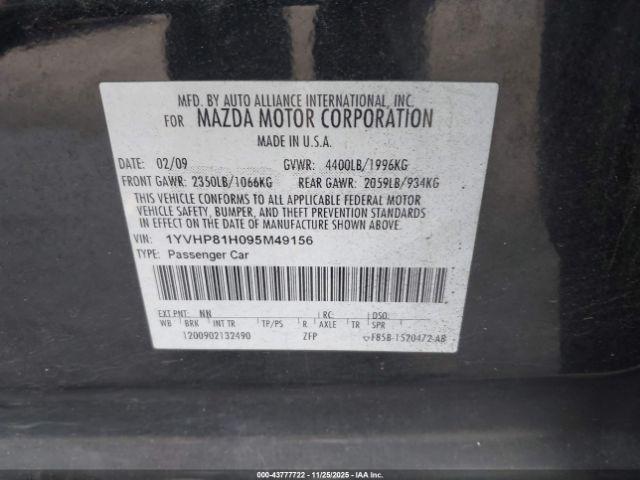 MFD. BY AUTO ALLIANCE INTERNATIONAL, INC.
FOR MAZDA MOTOR CORPORATION
MADE IN U.S.A.
DATE: 02/09 GVWR: 4400LB/1996KG
FRONT GAWR: 2350LB/1066KG REAR GAWR: 2059LB/934KG
THIS VEHICLE CONFORMS TO ALL APPLICABLE FEDERAL MOTOR
VEHICLE SAFETY, BUMPER, AND THEFT PREVENTION STANDARDS
IN EFFECT ON THE DATE OF MANUFACTURE SHOWN ABOVE.
VIN: 1YVHP81H095M49156
TYPE: Passenger Car
EXT PNT: NN RC: DSO:
WB BRK INT TR TP/PS R AXLE TR SPR
1200902132490 ZFP F85B-1520472-AB
000-43777722 - 11/25/2025 - IAA Inc.